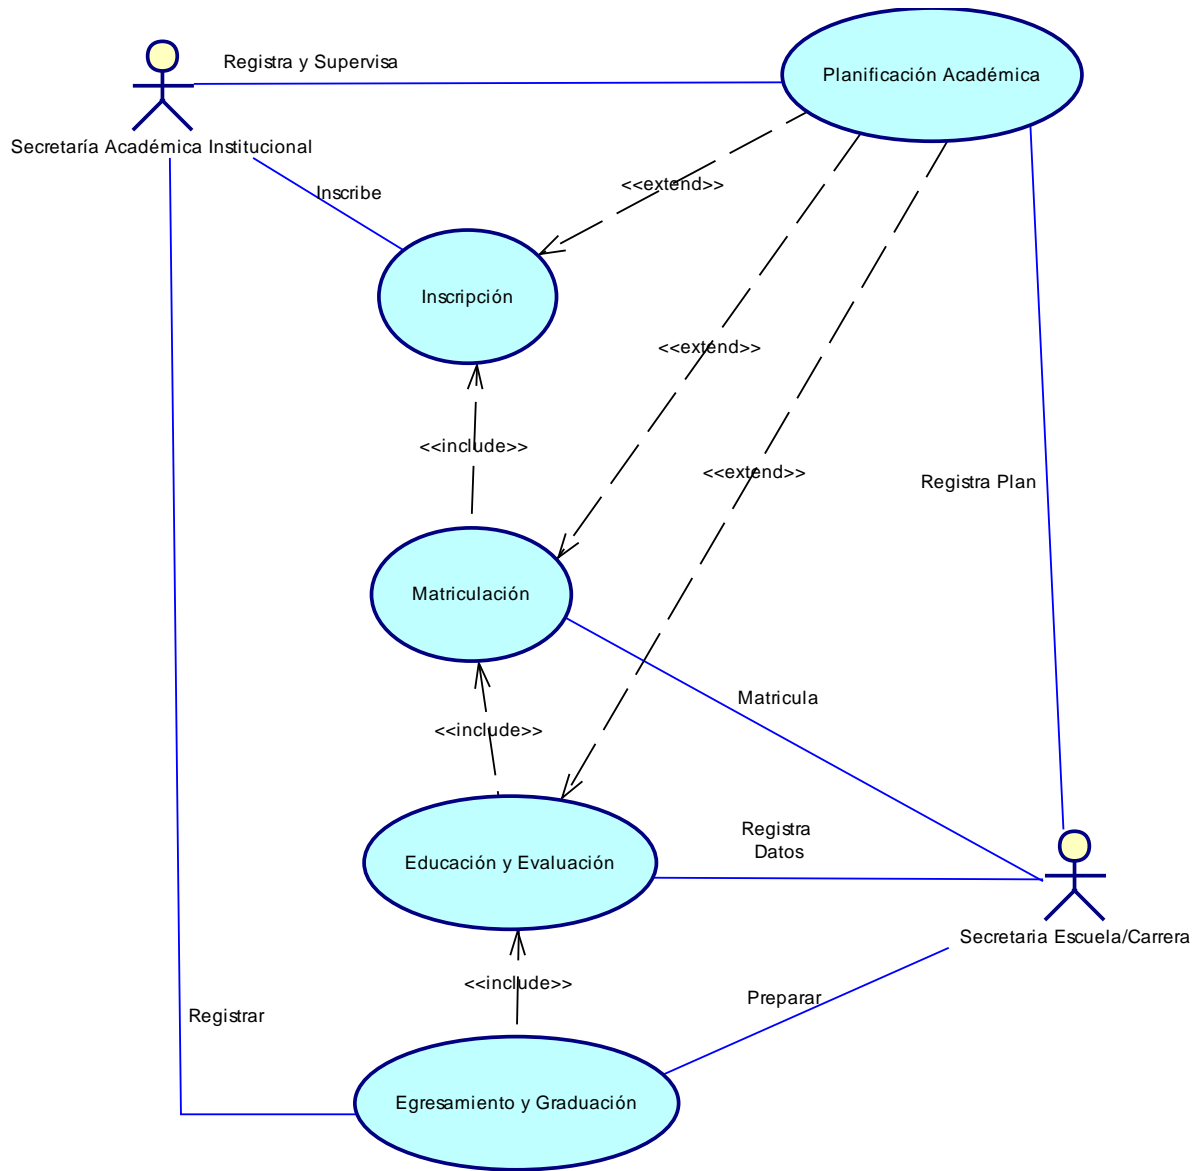 Registra y Supervisa
Planificación Académica
Secretaría Académica Institucional
<<extend>>
Inscribe
Inscripción
<<extend>>
<<include>>
<<extend>>
Registra Plan
Matriculación
Matricula
<<include>>
Registra
Datos
Educación y Evaluación
Secretaria Escuela/Carrera
<<include>>
Preparar
Registrar
Egresamiento y Graduación